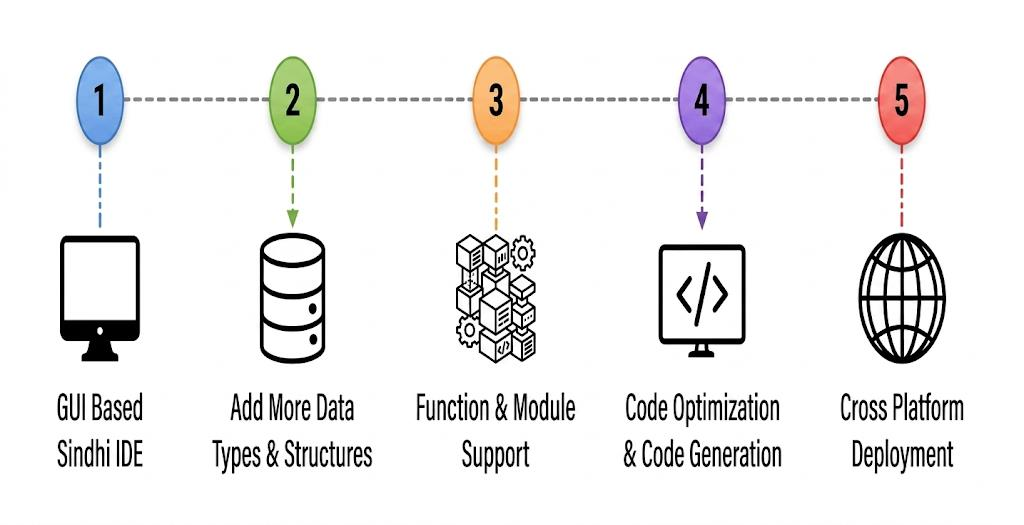 1
2
3
4
5
GUI Based
Sindhi IDE
Add More Data
Types & Structures
Function & Module
Support
Code Optimization
& Code Generation
Cross Platform
Deployment